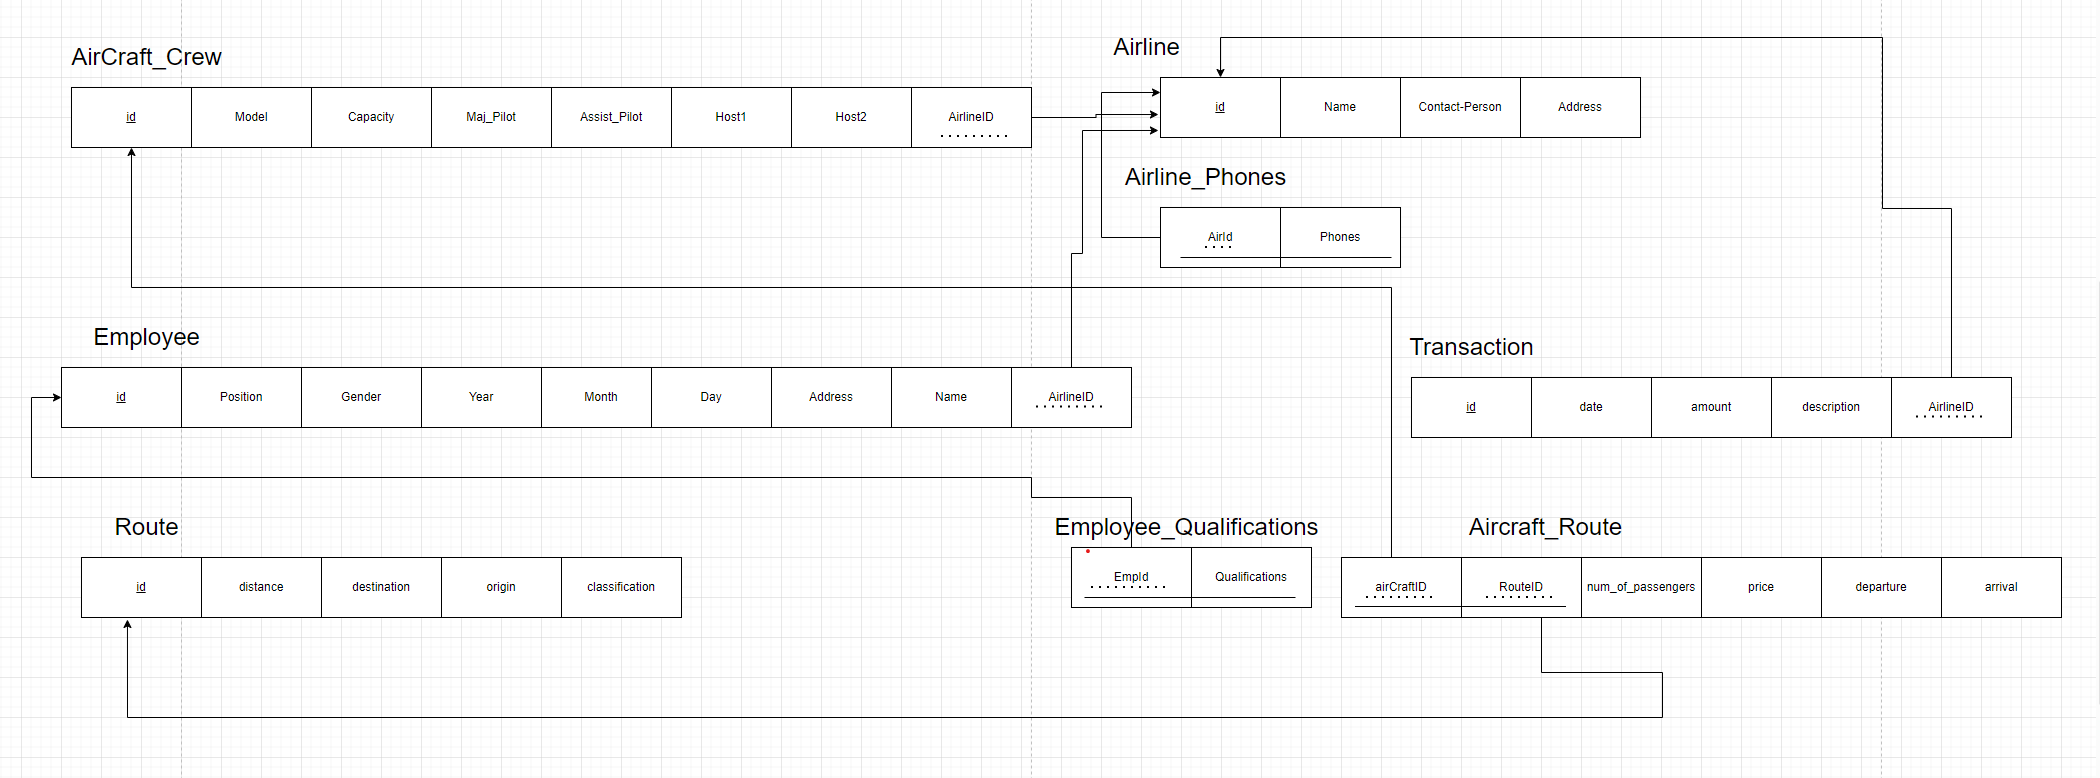 AirCraft_Crew
id Model Capacity Maj_Pilot Assist_Pilot Host1 Host2 AirlineID
Airline
id Name Contact-Person Address
Airline_Phones
AirId Phones
Employee
id Position Gender Year Month Day Address Name AirlineID
Transaction
id date amount description AirlineID
Route
id distance destination origin classification
Employee_Qualifications
EmpId Qualifications
Aircraft_Route
airCraftID RouteID num_of_passengers price departure arrival